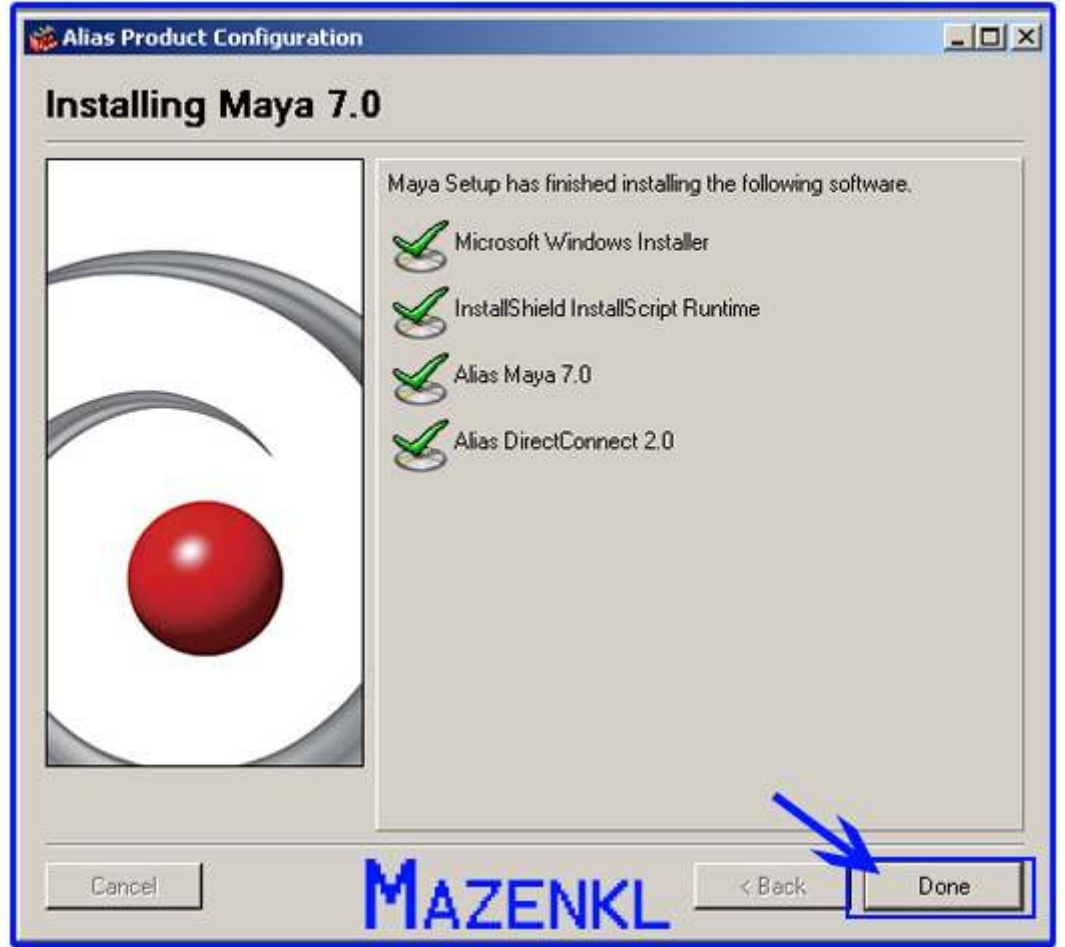 Alias Product Configuration
Installing Maya 7.0
Maya Setup has finished installing the following software.
Microsoft Windows Installer
InstallShield InstallScript Runtime
Alias Maya 7.0
Alias DirectConnect 2.0
Cancel
MAZENKL
< Back
Done